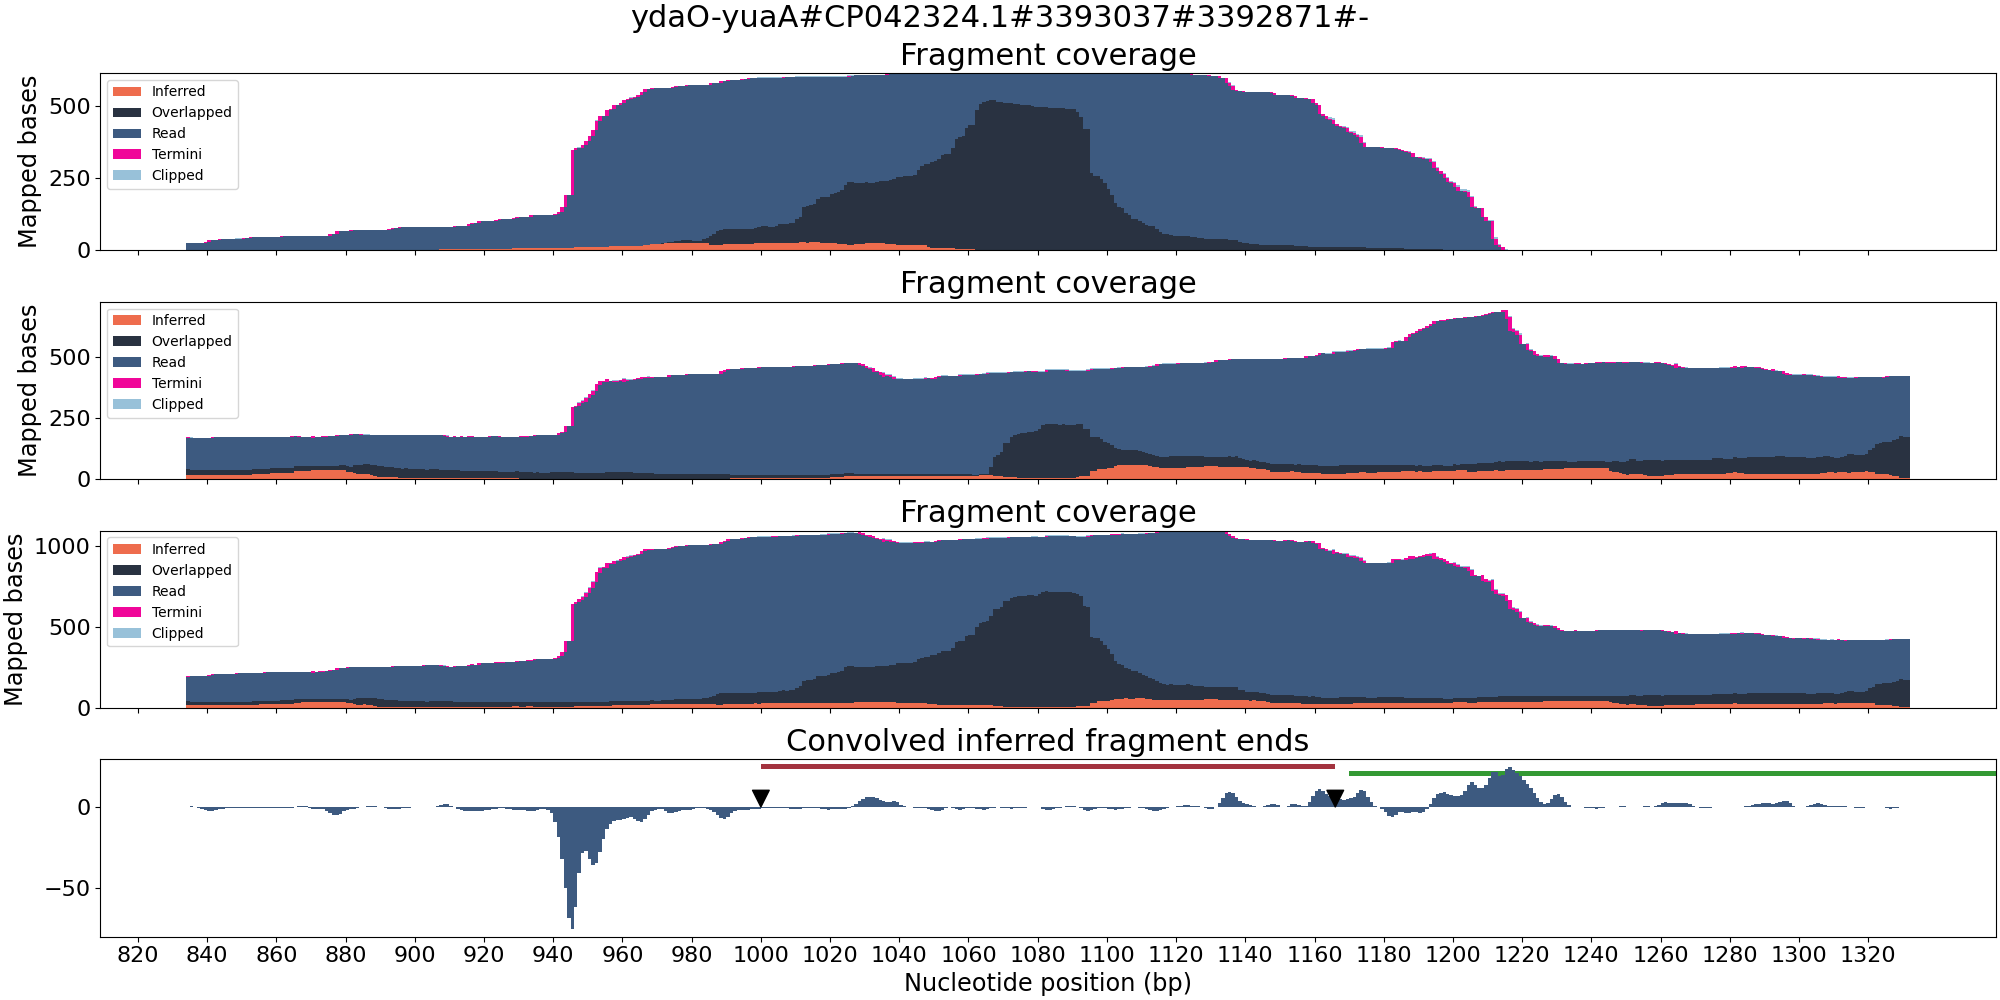 ydaO-yuaA#CP042324.1#3393037#3392871#-
Fragment coverage
Mapped bases
500
250
0
Inferred
Overlapped
Read
Termini
Clipped
Fragment coverage
Mapped bases
500
250
0
Inferred
Overlapped
Read
Termini
Clipped
Fragment coverage
Mapped bases
1000
500
0
Inferred
Overlapped
Read
Termini
Clipped
Convolved inferred fragment ends
0
−50
820 840 860 880 900 920 940 960 980 1000 1020 1040 1060 1080 1100 1120 1140 1160 1180 1200 1220 1240 1260 1280 1300 1320
Nucleotide position (bp)